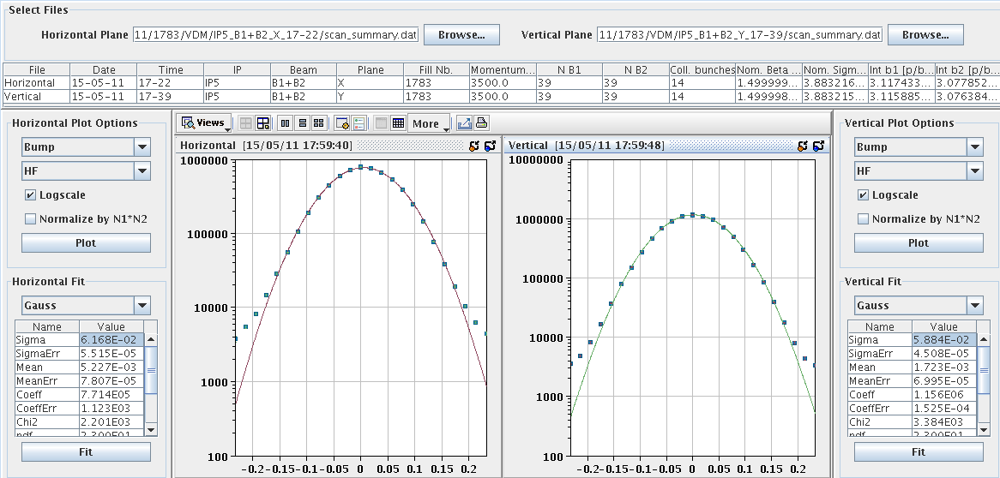 Select Files
Horizontal Plane 11/1783/VDM/IP5_B1+B2_X_17-22/scan_summary.dat Browse... Vertical Plane 11/1783/VDM/IP5_B1+B2_Y_17-39/scan_summary.dat Browse...
File Date Time IP Beam Plane Fill Nb. Momentum... N B1 N B2 Coll. bunches Nom. Beta ... Nom. Sigm... Int b1 [p/b... Int b2 [p/b...
Horizontal 15-05-11 17-22 IP5 B1+B2 X 1783 3500.0 39 39 14 1.499999... 3.883216... 3.117433... 3.077852...
Vertical 15-05-11 17-39 IP5 B1+B2 Y 1783 3500.0 39 39 14 1.499999... 3.883215... 3.115885... 3.076384...
Horizontal Plot Options
Bump
HF
Logscale
Normalize by N1*N2
Plot
Horizontal Fit
Gauss
Name Value
Sigma 6.168E-02
SigmaErr 5.515E-05
Mean 5.227E-03
MeanErr 7.807E-05
Coeff 7.714E05
CoeffErr 1.123E03
Chi2 2.201E03
ndf 2.300E01
Fit
Views More
Horizontal [15/05/11 17:59:40]
1000000
100000
10000
1000
100
-0.2 -0.15 -0.1 -0.05 0 0.05 0.1 0.15 0.2
Vertical [15/05/11 17:59:48]
10000000
1000000
100000
10000
1000
100
-0.2 -0.15 -0.1 -0.05 0 0.05 0.1 0.15 0.2
Vertical Plot Options
Bump
HF
Logscale
Normalize by N1*N2
Plot
Vertical Fit
Gauss
Name Value
Sigma 5.884E-02
SigmaErr 4.508E-05
Mean 1.723E-03
MeanErr 6.995E-05
Coeff 1.156E06
CoeffErr 1.525E-04
Chi2 3.384E03
ndf 2.300E01
Fit